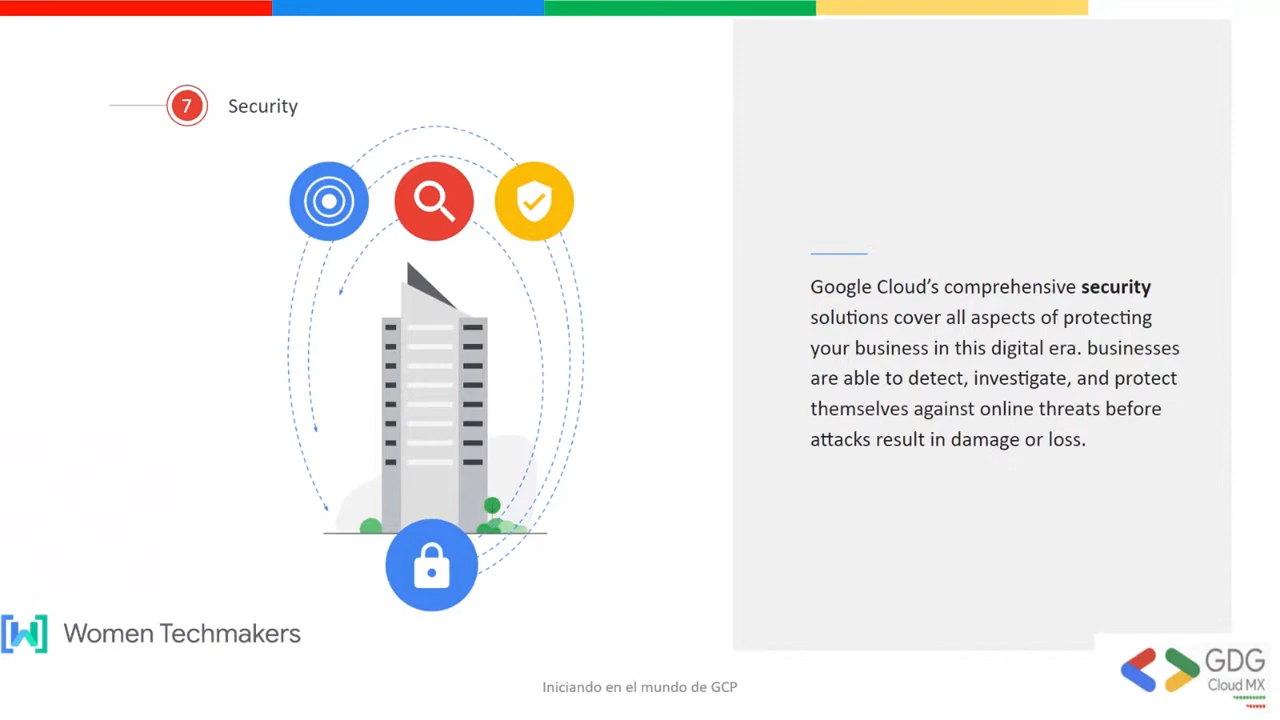 7
Security
Google Cloud’s comprehensive security
solutions cover all aspects of protecting
your business in this digital era. businesses
are able to detect, investigate, and protect
themselves against online threats before
attacks result in damage or loss.
Women Techmakers
Iniciando en el mundo de GCP
GDG
Cloud MX